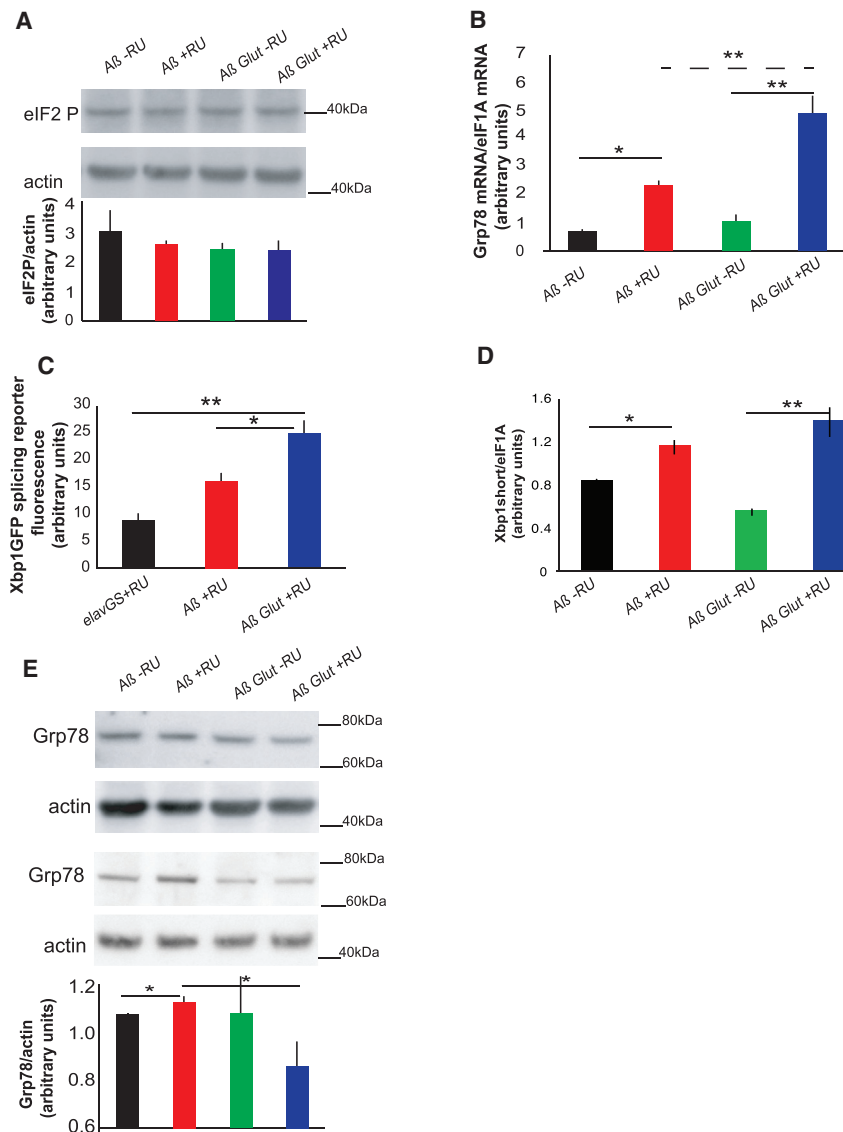 A
Aß -RU
Aß +RU
Aß Glut -RU
Aß Glut +RU
eIF2 P
40kDa
actin
40kDa
eIF2P/actin
(arbitrary units)
4
3
2
1
0
B
Grp78 mRNA/eIF1A mRNA
(arbitrary units)
7
6
5
4
3
2
1
0
**
**
*
Aß -RU
Aß +RU
Aß Glut -RU
Aß Glut +RU
C
Xbp1GFP splicing reporter
fluorescence
(arbitrary units)
30
25
20
15
10
5
0
**
*
elavGS+RU
Aß +RU
Aß Glut +RU
D
Xbp1short/eIF1A
(arbitrary units)
1.6
1.2
0.8
0.4
0
*
**
Aß -RU
Aß +RU
Aß Glut -RU
Aß Glut +RU
E
Aß -RU
Aß +RU
Aß Glut -RU
Aß Glut +RU
Grp78
80kDa
60kDa
actin
40kDa
Grp78
80kDa
60kDa
actin
40kDa
Grp78/actin
(arbitrary units)
1.2
1.0
0.8
0.6
*
*